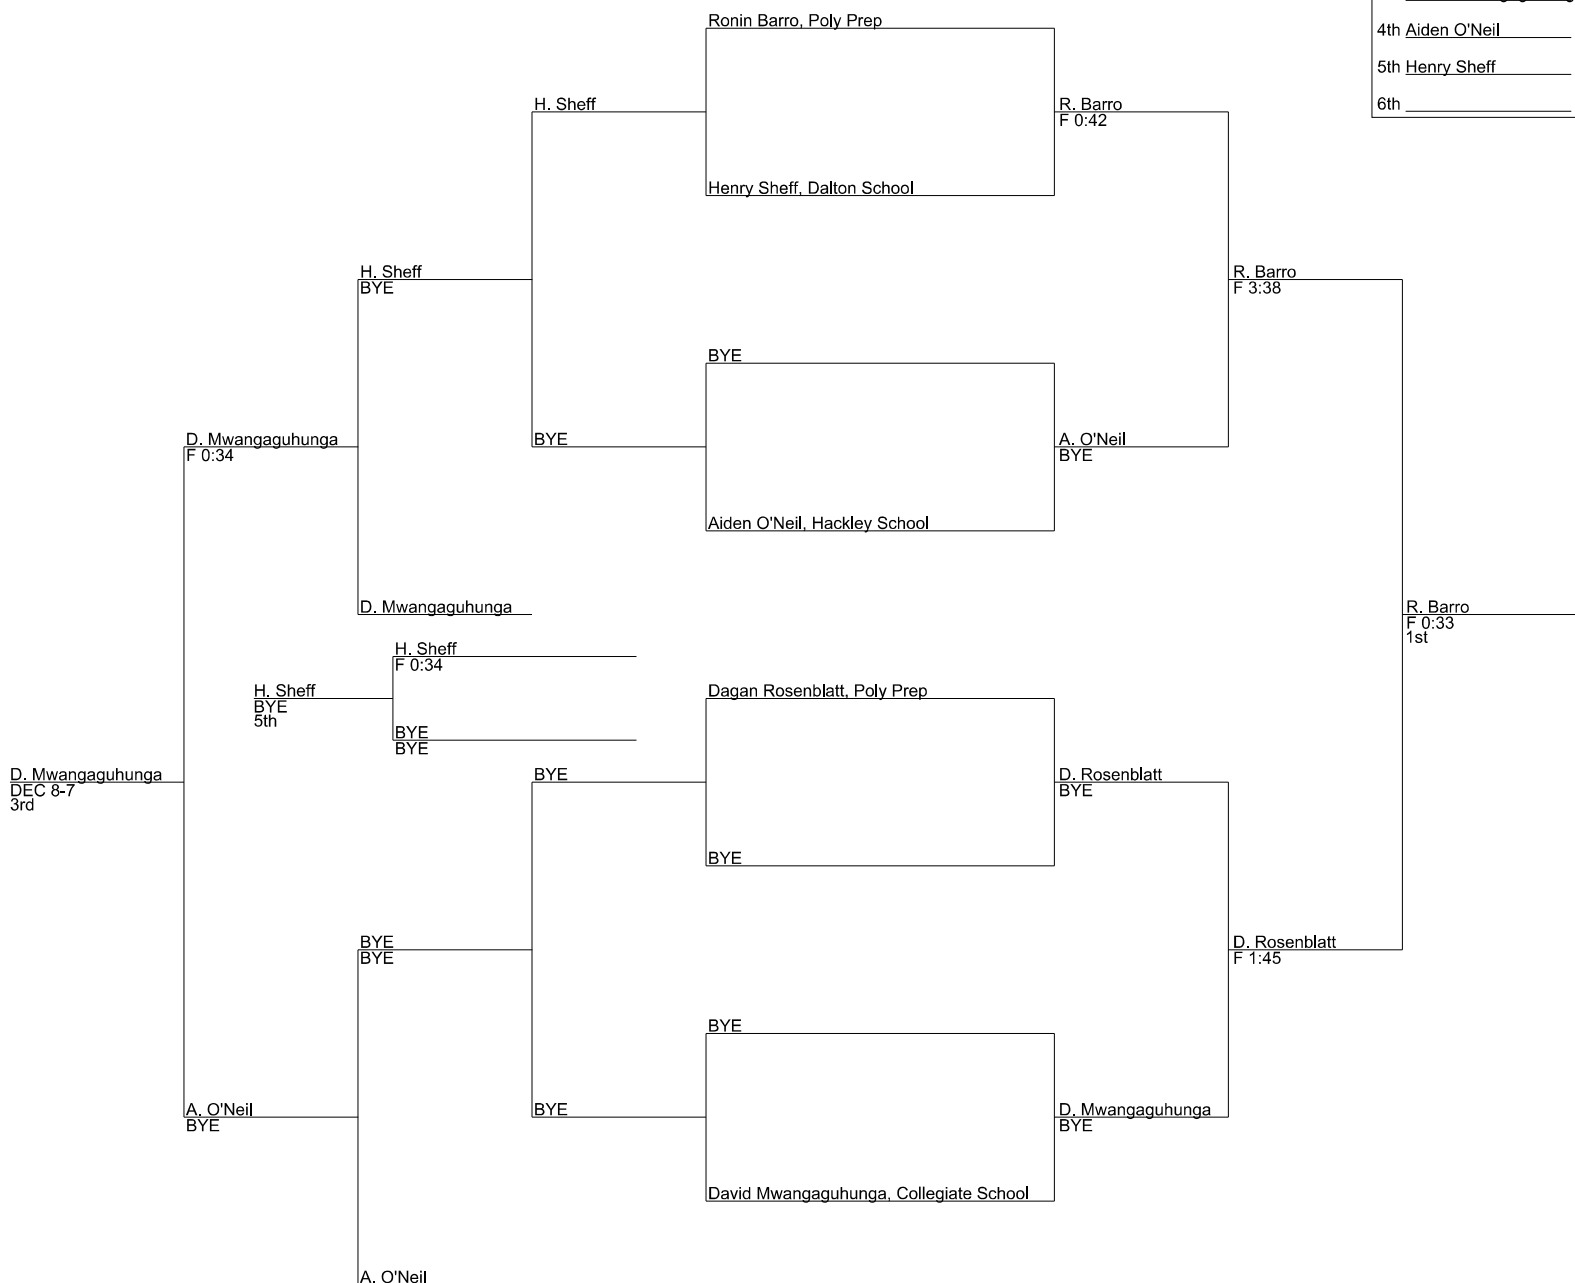 Ronin Barro, Poly Prep
4th Aiden O'Neil
5th Henry Sheff
6th
H. Sheff
R. Barro
F 0:42
Henry Sheff, Dalton School
H. Sheff
BYE
R. Barro
F 3:38
BYE
D. Mwangaguhunga
F 0:34
BYE
A. O'Neil
BYE
Aiden O'Neil, Hackley School
D. Mwangaguhunga
R. Barro
F 0:33
1st
H. Sheff
F 0:34
H. Sheff
BYE
5th
Dagan Rosenblatt, Poly Prep
BYE
BYE
D. Mwangaguhunga
DEC 8-7
3rd
BYE
D. Rosenblatt
BYE
BYE
BYE
BYE
D. Rosenblatt
F 1:45
BYE
A. O'Neil
BYE
BYE
D. Mwangaguhunga
BYE
David Mwangaguhunga, Collegiate School
A. O'Neil